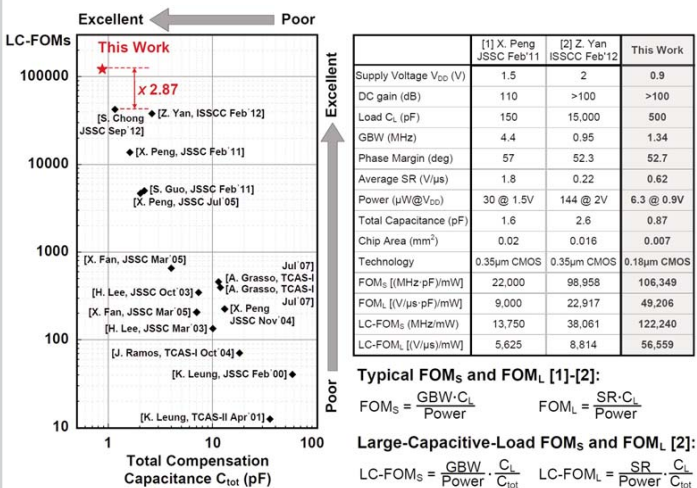 Excellent Poor
LC-FOMs
This Work
100000
x 2.87
[S. Chong
JSSC Sep´12]
[Z. Yan, ISSCC Feb´12]
[X. Peng, JSSC Feb´11]
10000
[S. Guo, JSSC Feb´11]
[X. Peng, JSSC Jul´05]
1000
[X. Fan, JSSC Mar´05]
Jul´07]
[A. Grasso, TCAS-I
[A. Grasso, TCAS-I
Jul´07]
[H. Lee, JSSC Oct´03]
[X. Fan, JSSC Mar´05]
[X. Peng
JSSC Nov´04]
[H. Lee, JSSC Mar´03]
100
[J. Ramos, TCAS-I Oct´04]
[K. Leung, JSSC Feb´00]
[K. Leung, TCAS-II Apr´01]
10
1 10 100
Total Compensation
Capacitance Ctot (pF)
Excellent
Poor
[1] X. Peng JSSC Feb'11 [2] Z. Yan ISSCC Feb'12 This Work
Supply Voltage VDD (V) 1.5 2 0.9
DC gain (dB) 110 >100 >100
Load CL (pF) 150 15,000 500
GBW (MHz) 4.4 0.95 1.34
Phase Margin (deg) 57 52.3 52.7
Average SR (V/µs) 1.8 0.22 0.62
Power (µW@VDD) 30 @ 1.5V 144 @ 2V 6.3 @ 0.9V
Total Capacitance (pF) 1.6 2.6 0.87
Chip Area (mm²) 0.02 0.016 0.007
Technology 0.35µm CMOS 0.35µm CMOS 0.18µm CMOS
FOMS [(MHz·pF)/mW] 22,000 98,958 106,349
FOML [(V/µs·pF)/mW] 9,000 22,917 49,206
LC-FOMS (MHz/mW) 13,750 38,061 122,240
LC-FOML [(V/µs)/mW] 5,625 8,814 56,559
Typical FOMS and FOML [1]-[2]:
FOMS = GBW·CL / Power FOML = SR·CL / Power
Large-Capacitive-Load FOMS and FOML [2]:
LC-FOMS = GBW / Power · CL / Ctot LC-FOML = SR / Power · CL / Ctot